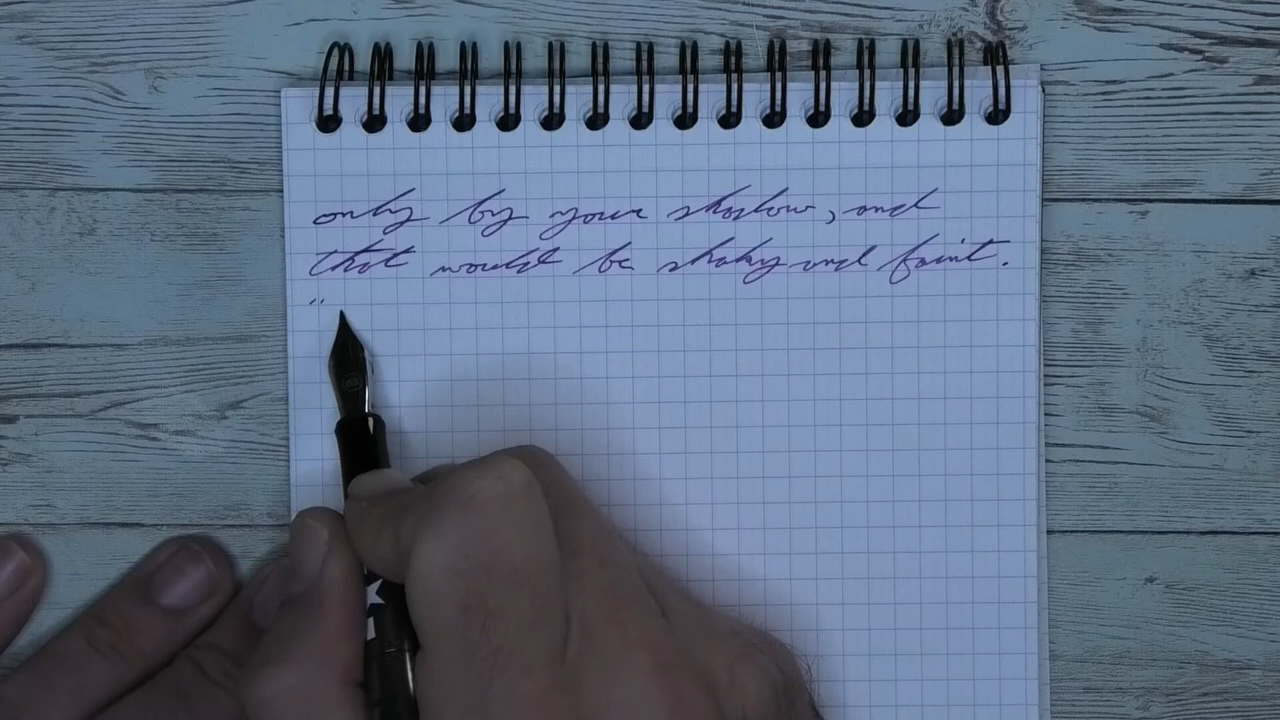 only by your shadow, and
that would be shaky and faint.
"